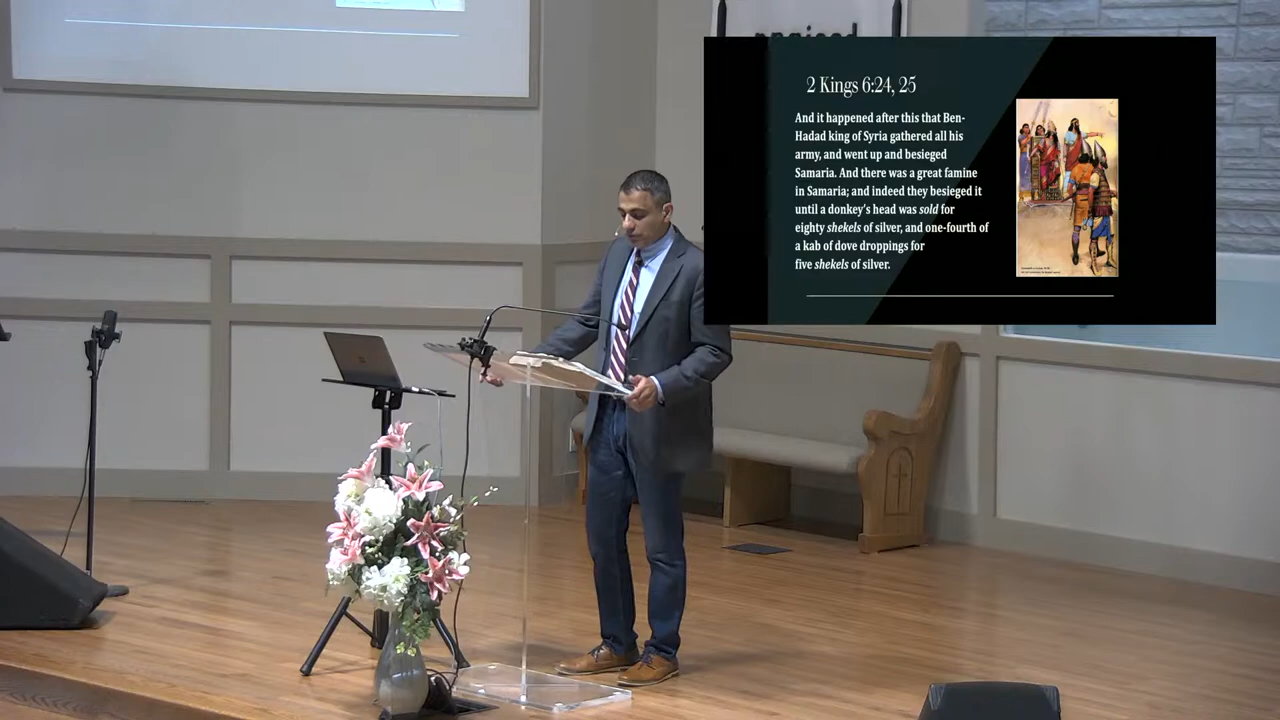 praised
2 Kings 6:24, 25
And it happened after this that Ben-
Hadad king of Syria gathered all his
army, and went up and besieged
Samaria. And there was a great famine
in Samaria; and indeed they besieged it
until a donkey's head was sold for
eighty shekels of silver, and one-fourth of
a kab of dove droppings for
five shekels of silver.